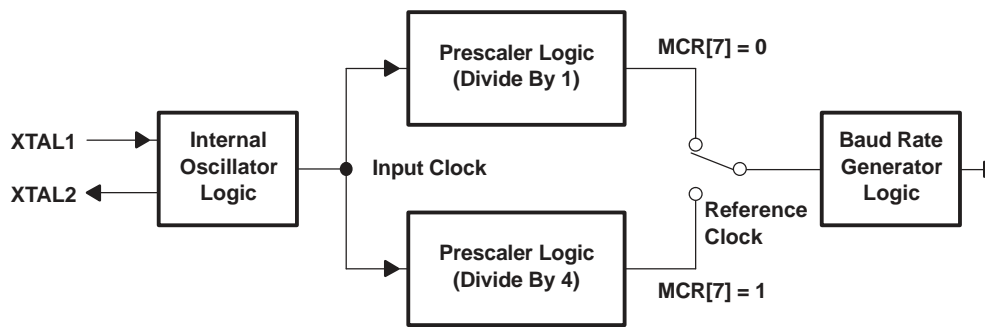 Prescaler Logic
(Divide By 1)
MCR[7] = 0
XTAL1
XTAL2
Internal
Oscillator
Logic
Input Clock
Baud Rate
Generator
Logic
Reference
Clock
Prescaler Logic
(Divide By 4)
MCR[7] = 1